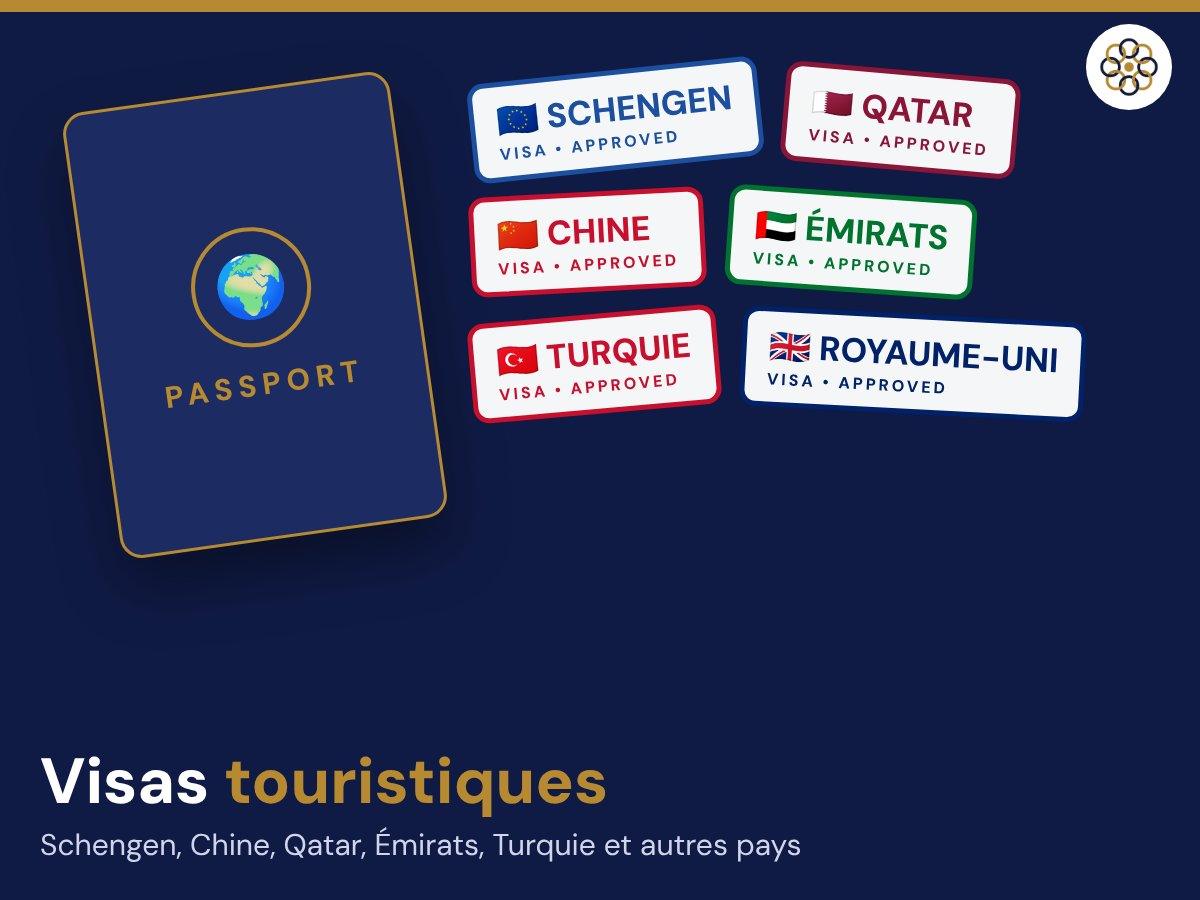 PASSPORT
SCHENGEN
VISA • APPROVED
QATAR
VISA • APPROVED
CHINE
VISA • APPROVED
ÉMIRATS
VISA • APPROVED
TURQUIE
VISA • APPROVED
ROYAUME-UNI
VISA • APPROVED
Visas touristiques
Schengen, Chine, Qatar, Émirats, Turquie et autres pays